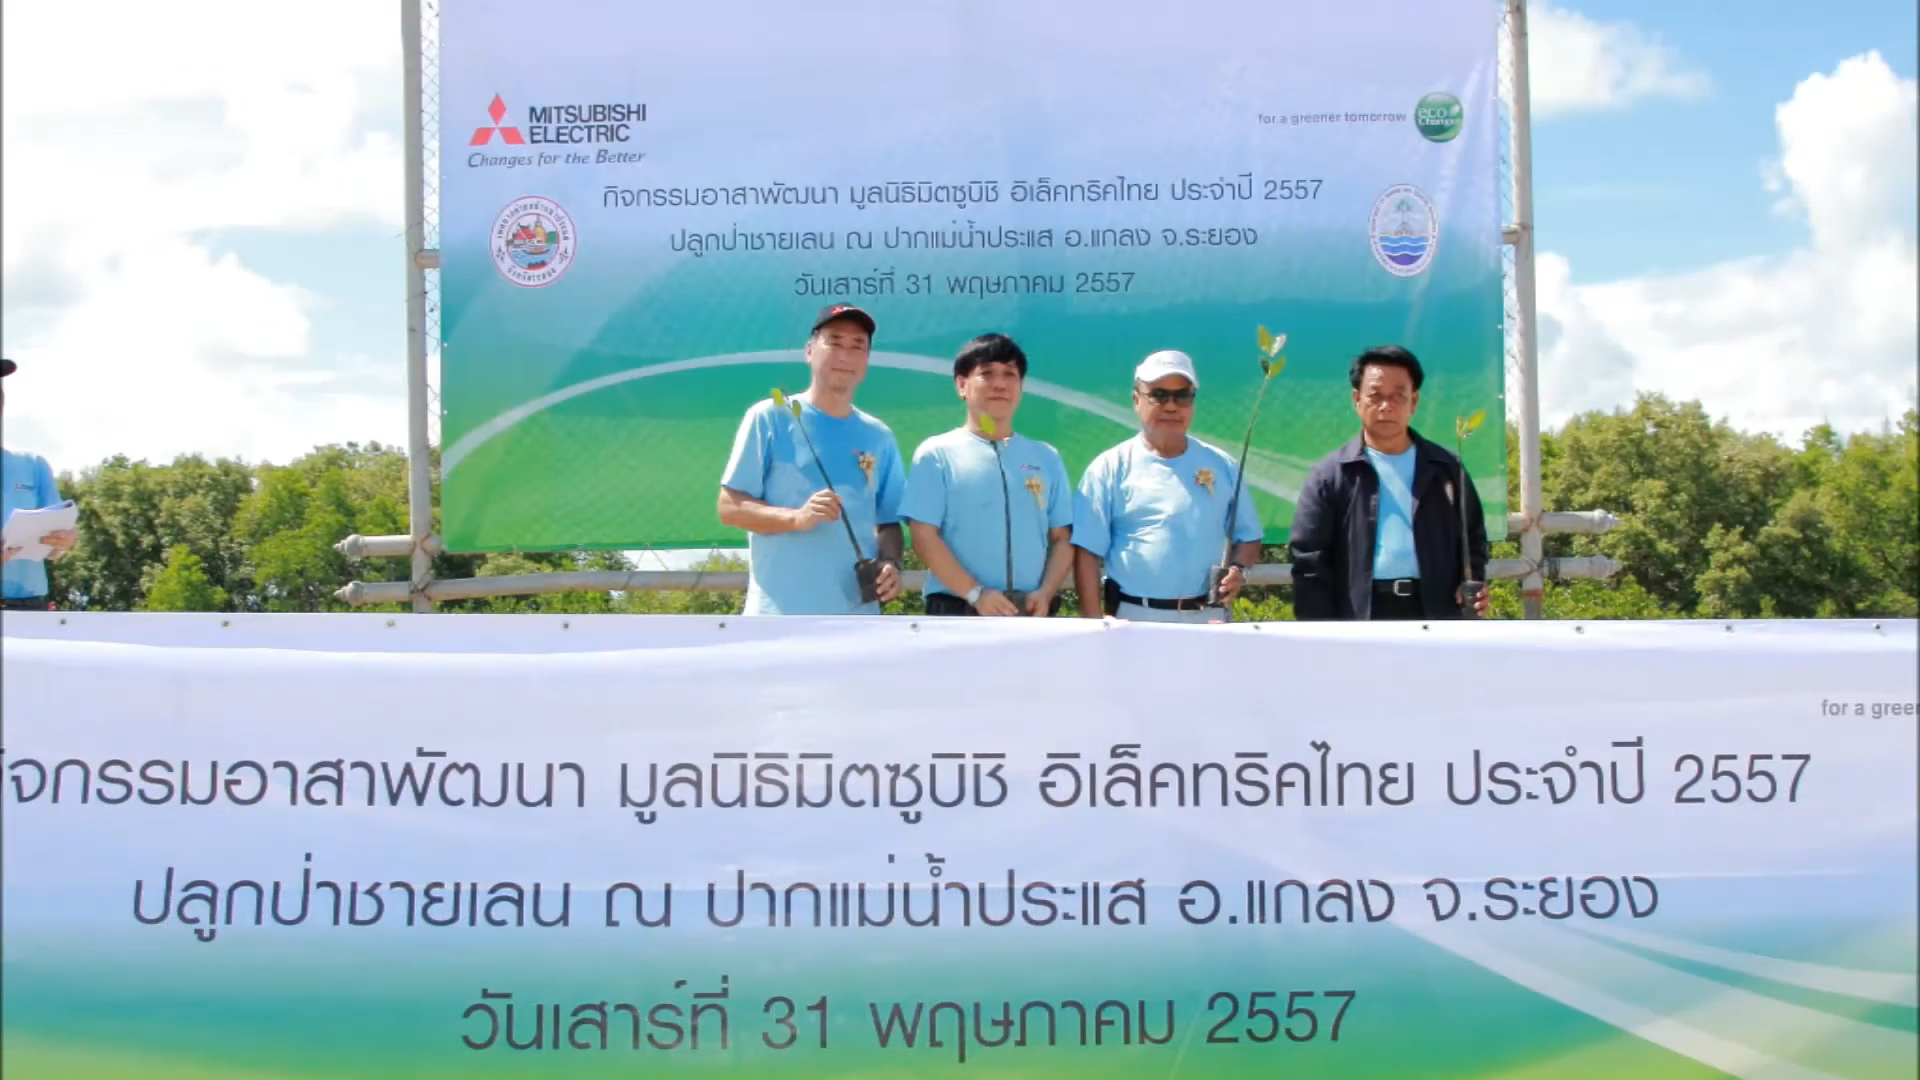 MITSUBISHI
ELECTRIC
Changes for the Better
for a greener tomorrow
eco
Changes
กิจกรรมอาสาพัฒนา มูลนิธิมิตซูบิชิ อิเล็คทริคไทย ประจำปี 2557
ปลูกป่าชายเลน ณ ปากแม่น้ำประแส อ.แกลง จ.ระยอง
วันเสาร์ที่ 31 พฤษภาคม 2557
for a gree
กิจกรรมอาสาพัฒนา มูลนิธิมิตซูบิชิ อิเล็คทริคไทย ประจำปี 2557
ปลูกป่าชายเลน ณ ปากแม่น้ำประแส อ.แกลง จ.ระยอง
วันเสาร์ที่ 31 พฤษภาคม 2557